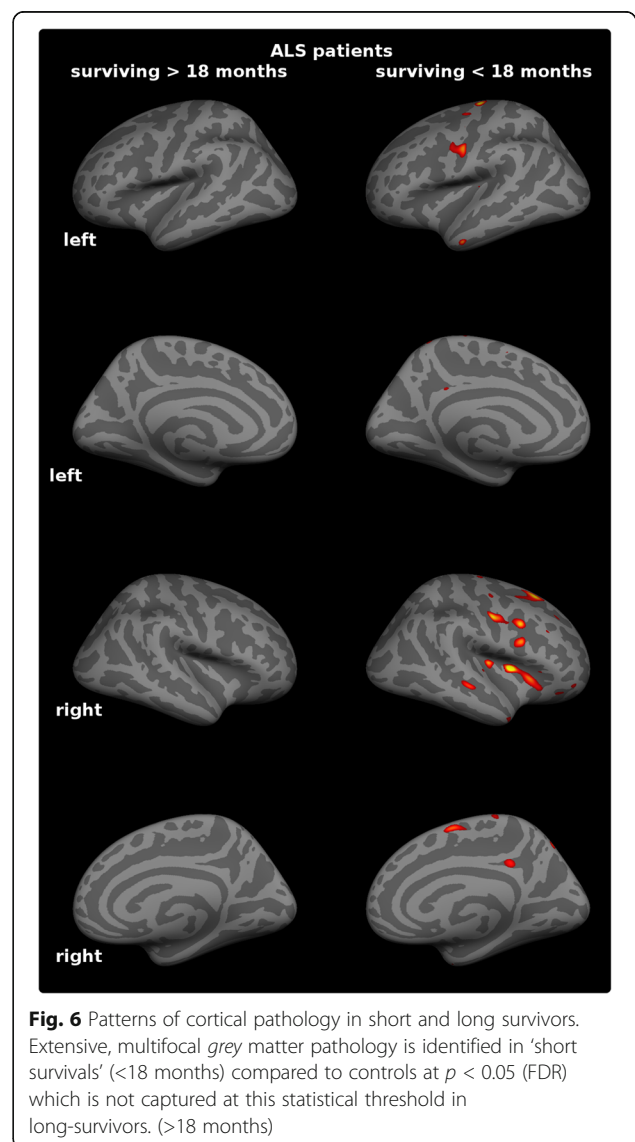 ALS patients
surviving > 18 months
surviving < 18 months
left
left
right
right
Fig. 6 Patterns of cortical pathology in short and long survivors.
Extensive, multifocal grey matter pathology is identified in ‘short
survivals’ (<18 months) compared to controls at p < 0.05 (FDR)
which is not captured at this statistical threshold in
long-survivors. (>18 months)